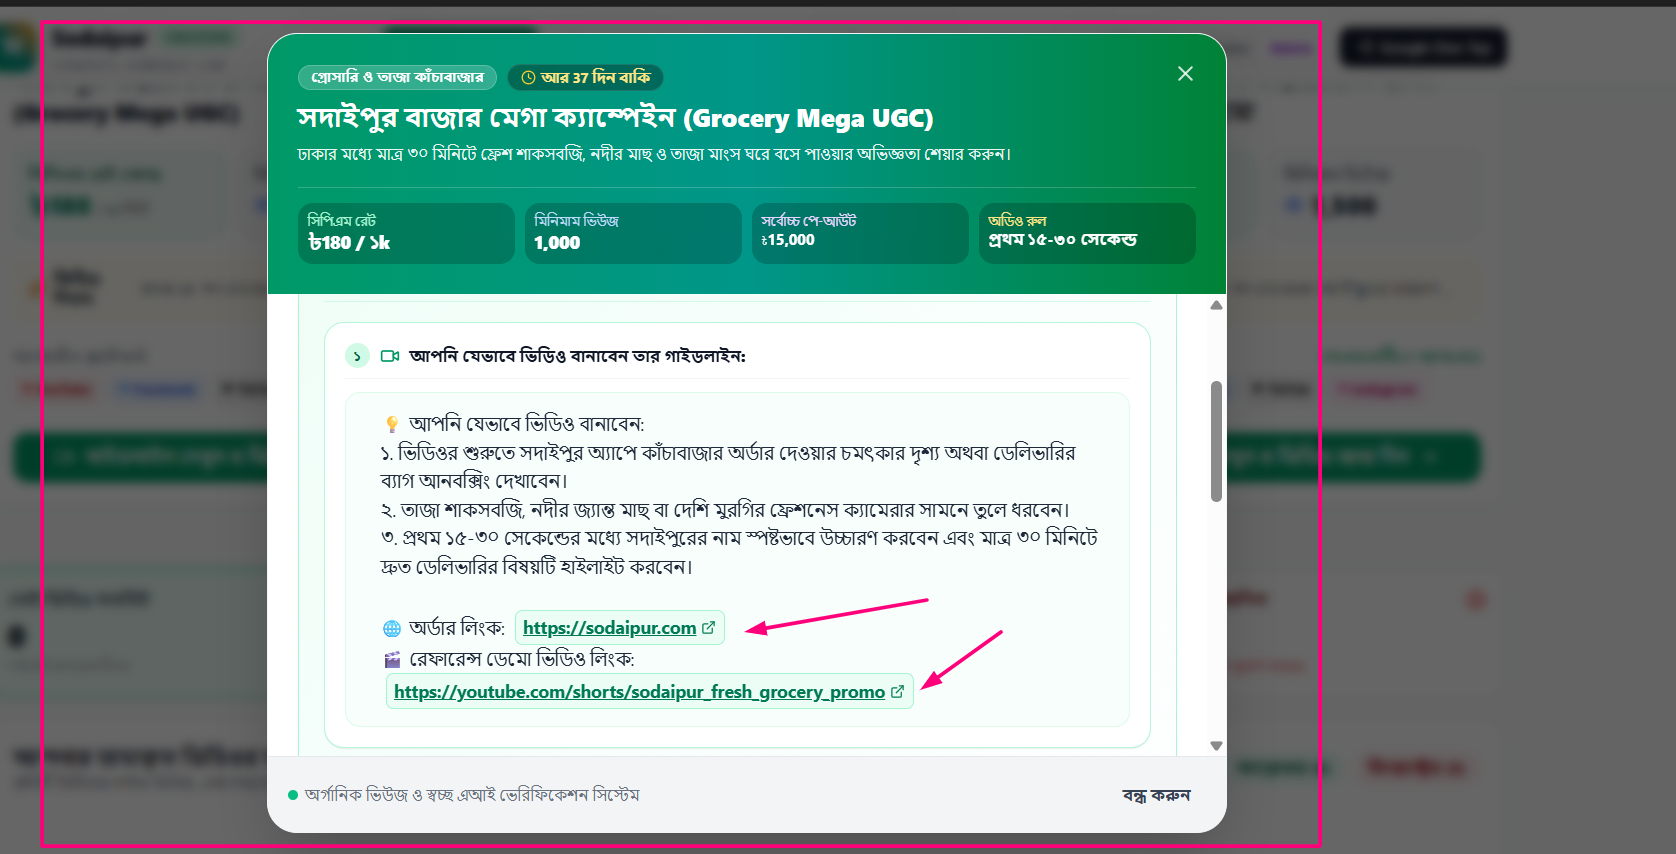 Sodaipur
(Grocery Mega UGC)
গ্রোসারি ও তাজা কাঁচাবাজার
আর 37 দিন বাকি
সদাইপুর বাজার মেগা ক্যাম্পেইন (Grocery Mega UGC)
ঢাকার মধ্যে মাত্র ৩০ মিনিটে ফ্রেশ শাকসবজি, নদীর মাছ ও তাজা মাংস ঘরে বসে পাওয়ার অভিজ্ঞতা শেয়ার করুন।
সিপিএম রেট
৳180 / ১k
মিনিমাম ভিউজ
1,000
সর্বোচ্চ পে-আউট
৳15,000
অডিও রুল
প্রথম ১৫-৩০ সেকেন্ড
১ আপনি যেভাবে ভিডিও বানাবেন তার গাইডলাইন:
💡 আপনি যেভাবে ভিডিও বানাবেন:
১. ভিডিওর শুরুতে সদাইপুর অ্যাপে কাঁচাবাজার অর্ডার দেওয়ার চমৎকার দৃশ্য অথবা ডেলিভারির
ব্যাগ আনবক্সিং দেখাবেন।
২. তাজা শাকসবজি, নদীর জ্যান্ত মাছ বা দেশি মুরগির ফ্রেশনেস ক্যামেরার সামনে তুলে ধরবেন।
৩. প্রথম ১৫-৩০ সেকেন্ডের মধ্যে সদাইপুরের নাম স্পষ্টভাবে উচ্চারণ করবেন এবং মাত্র ৩০ মিনিটে
দ্রুত ডেলিভারির বিষয়টি হাইলাইট করবেন।
🌐 অর্ডার লিংক: https://sodaipur.com
🎬 রেফারেন্স ডেমো ভিডিও লিংক:
https://youtube.com/shorts/sodaipur_fresh_grocery_promo
অর্গানিক ভিউজ ও স্বচ্ছ এআই ভেরিফিকেশন সিস্টেম
বন্ধ করুন